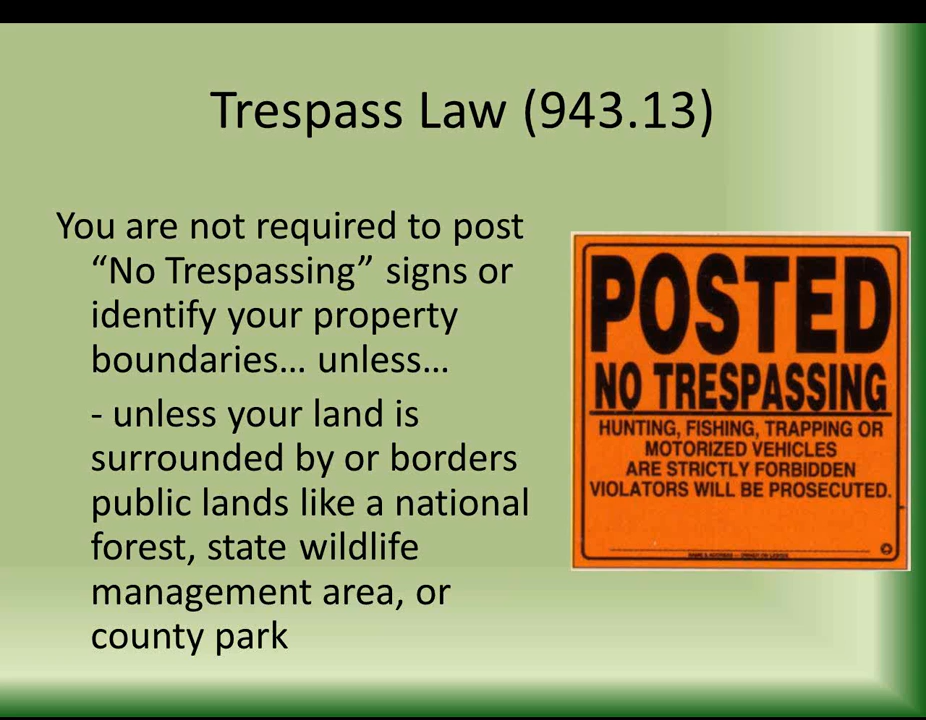 Trespass Law (943.13)
You are not required to post
“No Trespassing” signs or
identify your property
boundaries… unless…
- unless your land is
surrounded by or borders
public lands like a national
forest, state wildlife
management area, or
county park
POSTED
NO TRESPASSING
HUNTING, FISHING, TRAPPING OR
MOTORIZED VEHICLES
ARE STRICTLY FORBIDDEN
VIOLATORS WILL BE PROSECUTED.